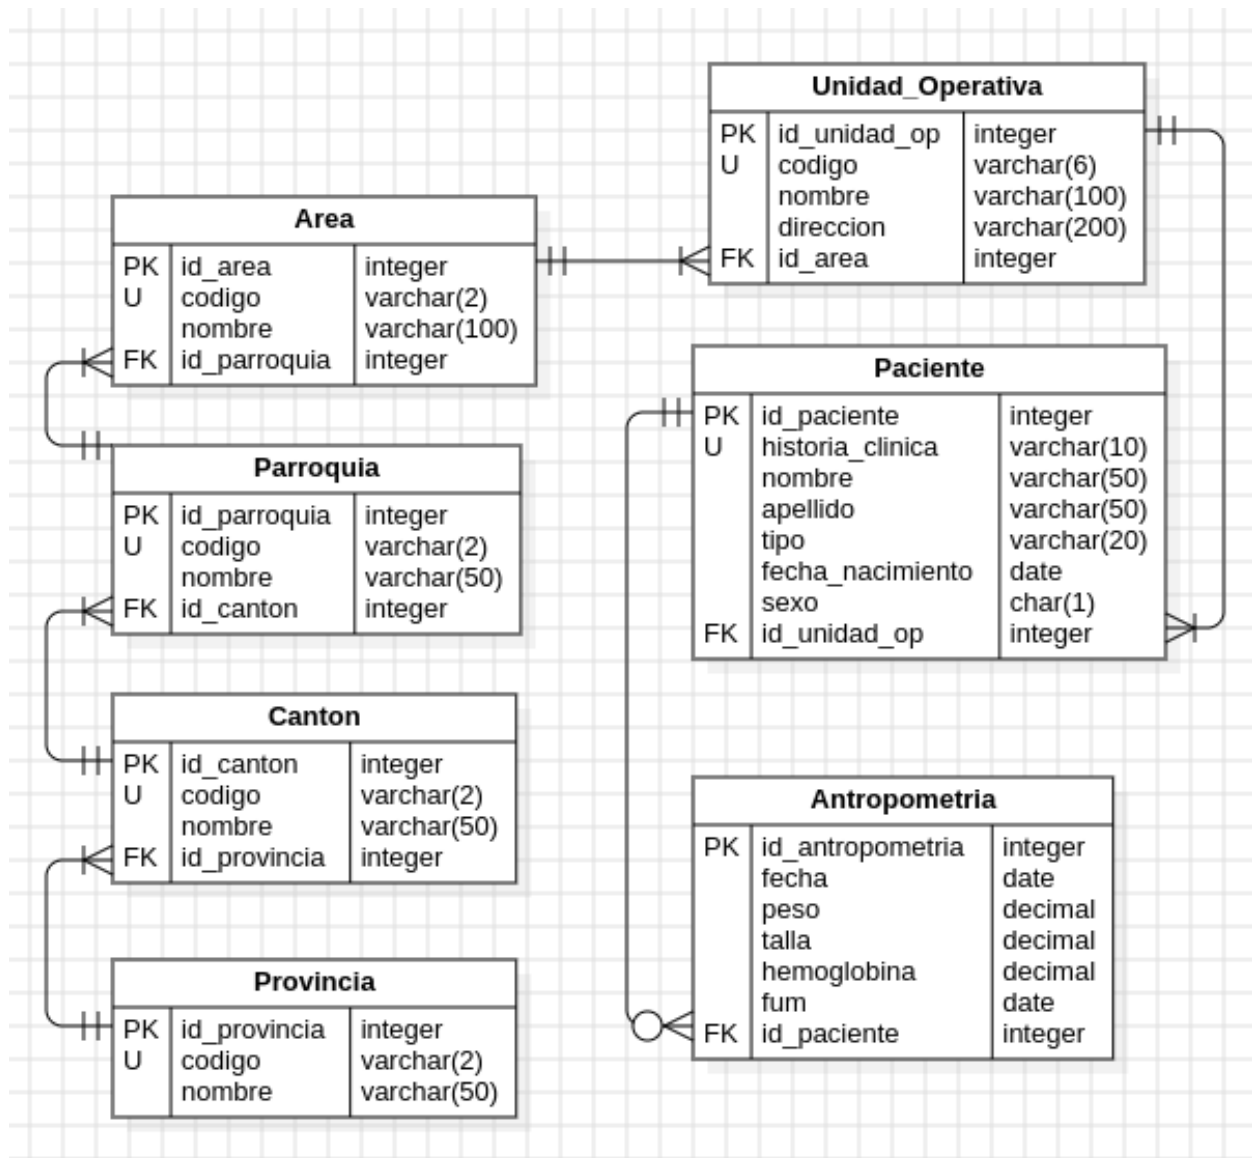 Unidad_Operativa
PK id_unidad_op integer
U codigo varchar(6)
nombre varchar(100)
direccion varchar(200)
FK id_area integer
Area
PK id_area integer
U codigo varchar(2)
nombre varchar(100)
FK id_parroquia integer
Paciente
PK id_paciente integer
U historia_clinica varchar(10)
nombre varchar(50)
apellido varchar(50)
tipo varchar(20)
fecha_nacimiento date
sexo char(1)
FK id_unidad_op integer
Parroquia
PK id_parroquia integer
U codigo varchar(2)
nombre varchar(50)
FK id_canton integer
Canton
PK id_canton integer
U codigo varchar(2)
nombre varchar(50)
FK id_provincia integer
Antropometria
PK id_antropometria integer
fecha date
peso decimal
talla decimal
hemoglobina decimal
fum date
FK id_paciente integer
Provincia
PK id_provincia integer
U codigo varchar(2)
nombre varchar(50)